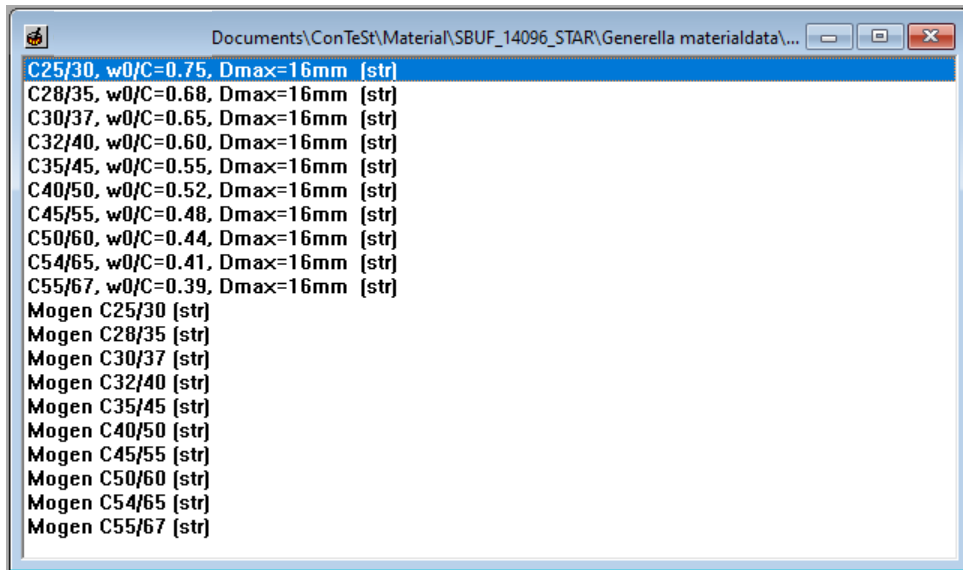 Documents\ConTeSt\Material\SBUF_14096_STAR\Generella materialdata\...
C25/30, w0/C=0.75, Dmax=16mm (str)
C28/35, w0/C=0.68, Dmax=16mm (str)
C30/37, w0/C=0.65, Dmax=16mm (str)
C32/40, w0/C=0.60, Dmax=16mm (str)
C35/45, w0/C=0.55, Dmax=16mm (str)
C40/50, w0/C=0.52, Dmax=16mm (str)
C45/55, w0/C=0.48, Dmax=16mm (str)
C50/60, w0/C=0.44, Dmax=16mm (str)
C54/65, w0/C=0.41, Dmax=16mm (str)
C55/67, w0/C=0.39, Dmax=16mm (str)
Mogen C25/30 (str)
Mogen C28/35 (str)
Mogen C30/37 (str)
Mogen C32/40 (str)
Mogen C35/45 (str)
Mogen C40/50 (str)
Mogen C45/55 (str)
Mogen C50/60 (str)
Mogen C54/65 (str)
Mogen C55/67 (str)